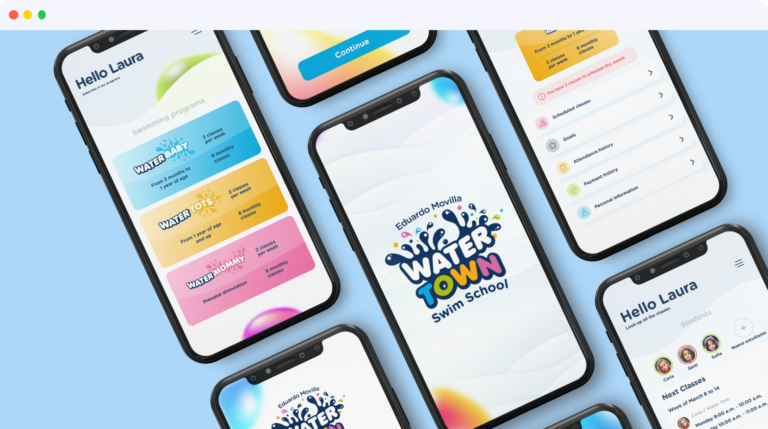 Hello Laura
Subscribe in our programs
Swimming programs
WATER BABY
2 classes
per week
From 3 months to
1 year of age
8 monthly
classes
WATER TOTS
2 classes
per week
From 1 year of age
and up
8 monthly
classes
WATER MOMMY
2 classes
per week
Prenatal stimulation
8 monthly
classes
Continue
Eduardo Movilla
WATER
TOWN
Swim School
From 3 months to 1 year
2 classes
per week
8 monthly
classes
You have 3 classes to schedule this month
Scheduled classes
Goals
Attendance history
Payment history
Personal information
Eduardo Movilla
WATER
Hello Laura
Look up all the classes
Students
Carla
Santi
Sofia
Nuevo estudiante
Next Classes
Week of March 8 to 14
Carla / Water Tots
Monday 9:00 a.m. - 10:00 a.m.
10:00 a.m. - 11:00 a.m.